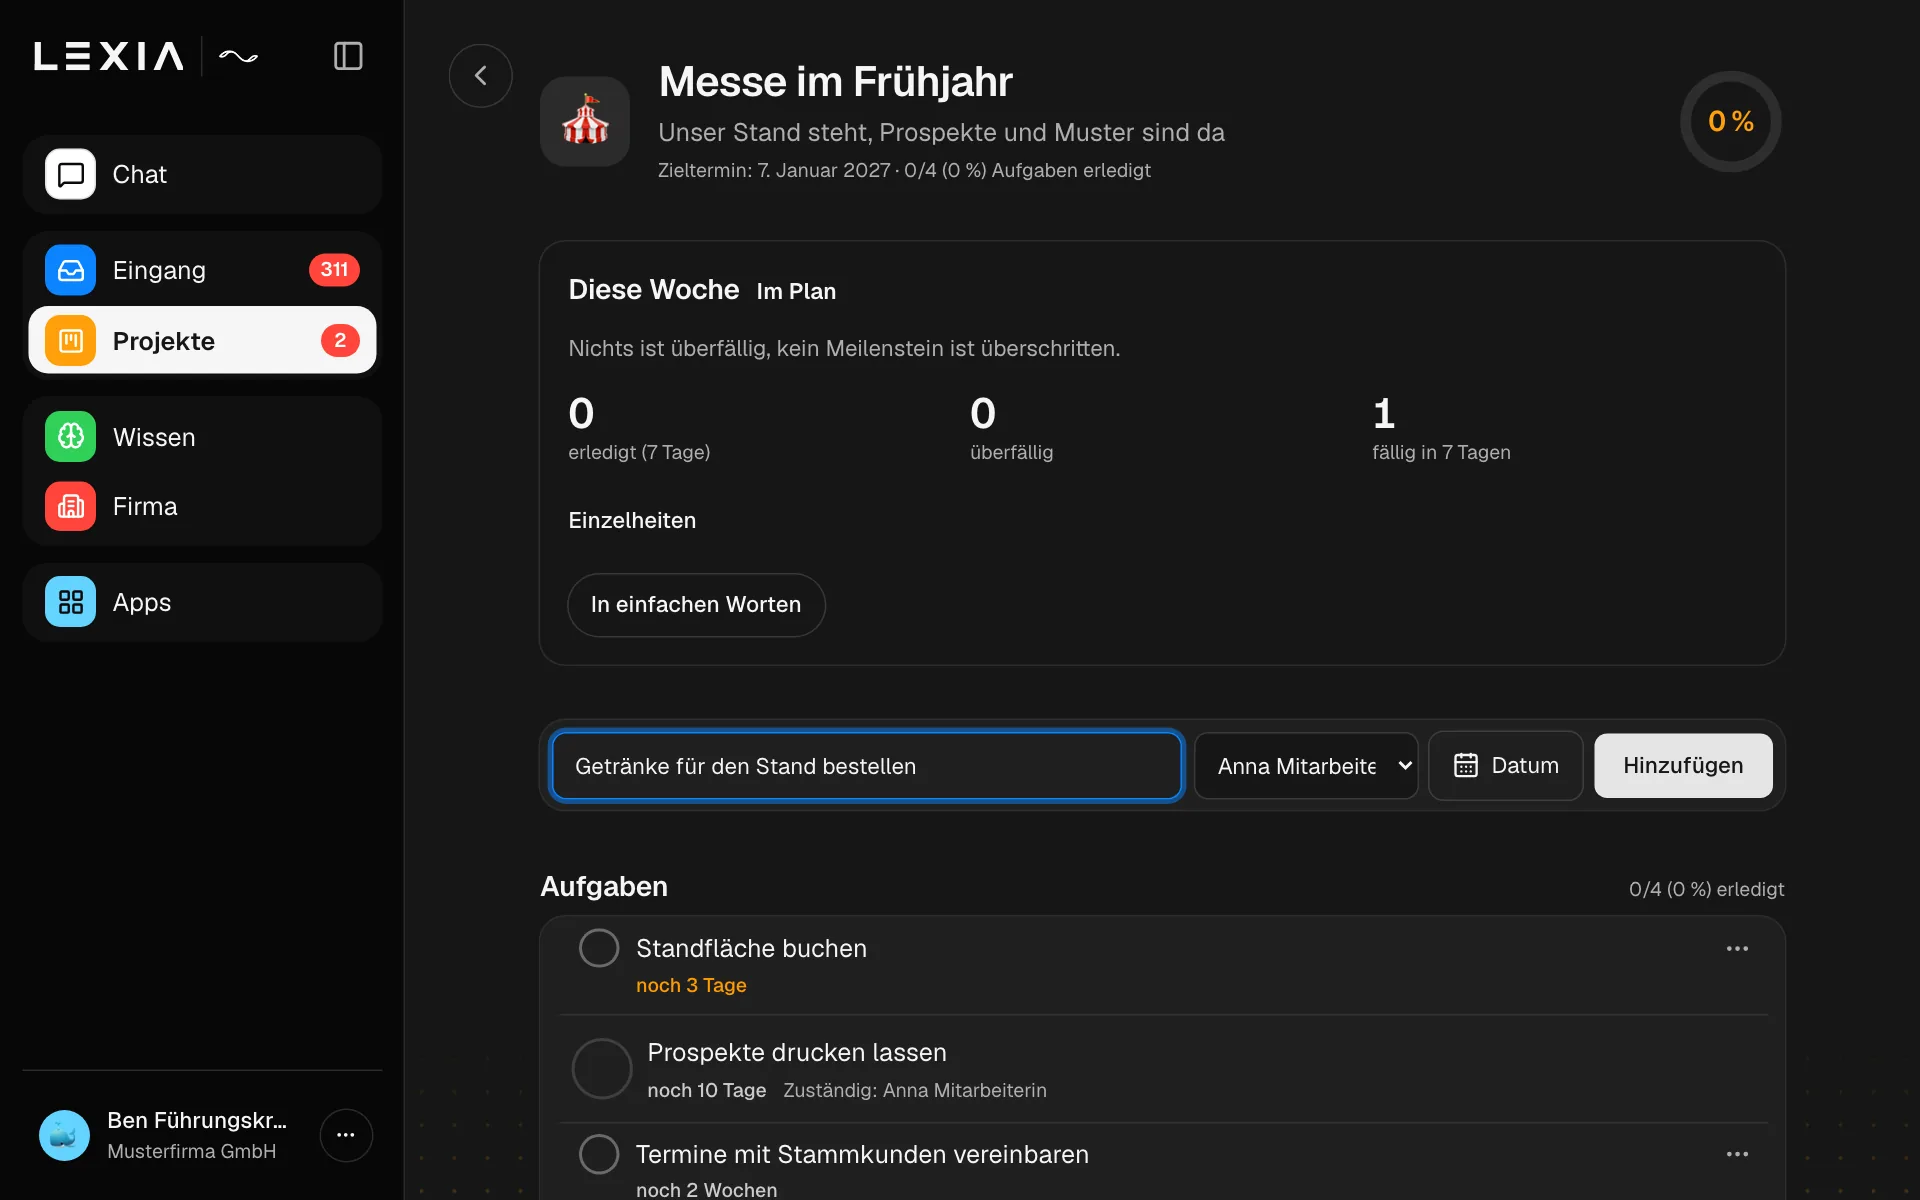 LEXIA
Chat
Eingang 311
Projekte 2
Wissen
Firma
Apps
Ben Führungskr...
Musterfirma GmbH
Messe im Frühjahr
Unser Stand steht, Prospekte und Muster sind da
Zieltermin: 7. Januar 2027 · 0/4 (0 %) Aufgaben erledigt
0 %
Diese Woche Im Plan
Nichts ist überfällig, kein Meilenstein ist überschritten.
0 0 1
erledigt (7 Tage) überfällig fällig in 7 Tagen
Einzelheiten
In einfachen Worten
Getränke für den Stand bestellen Anna Mitarbeite Datum Hinzufügen
Aufgaben 0/4 (0 %) erledigt
Standfläche buchen
noch 3 Tage
Prospekte drucken lassen
noch 10 Tage Zuständig: Anna Mitarbeiterin
Termine mit Stammkunden vereinbaren
noch 2 Wochen